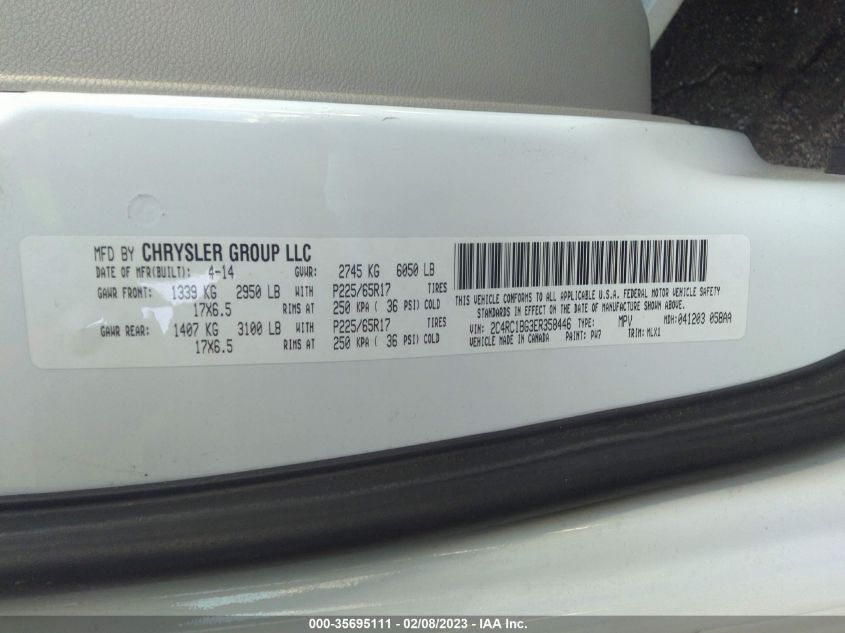 MFD BY CHRYSLER GROUP LLC
DATE OF MFR(BUILT): 4-14 GVWR: 2745 KG 6050 LB
GAWR FRONT: 1339 KG 2950 LB WITH P225/65R17 TIRES
17X6.5 RIMS AT 250 KPA ( 36 PSI) COLD
GAWR REAR: 1407 KG 3100 LB WITH P225/65R17 TIRES
17X6.5 RIMS AT 250 KPA ( 36 PSI) COLD
THIS VEHICLE CONFORMS TO ALL APPLICABLE U.S.A. FEDERAL MOTOR VEHICLE SAFETY
STANDARDS IN EFFECT ON THE DATE OF MANUFACTURE SHOWN ABOVE.
VIN: 2C4RC1BG3ER358446 TYPE: MPV MDH: 041203 058AA
VEHICLE MADE IN CANADA PAINT: PW7 TRIM: MLX1
000-35695111 - 02/08/2023 - IAA Inc.